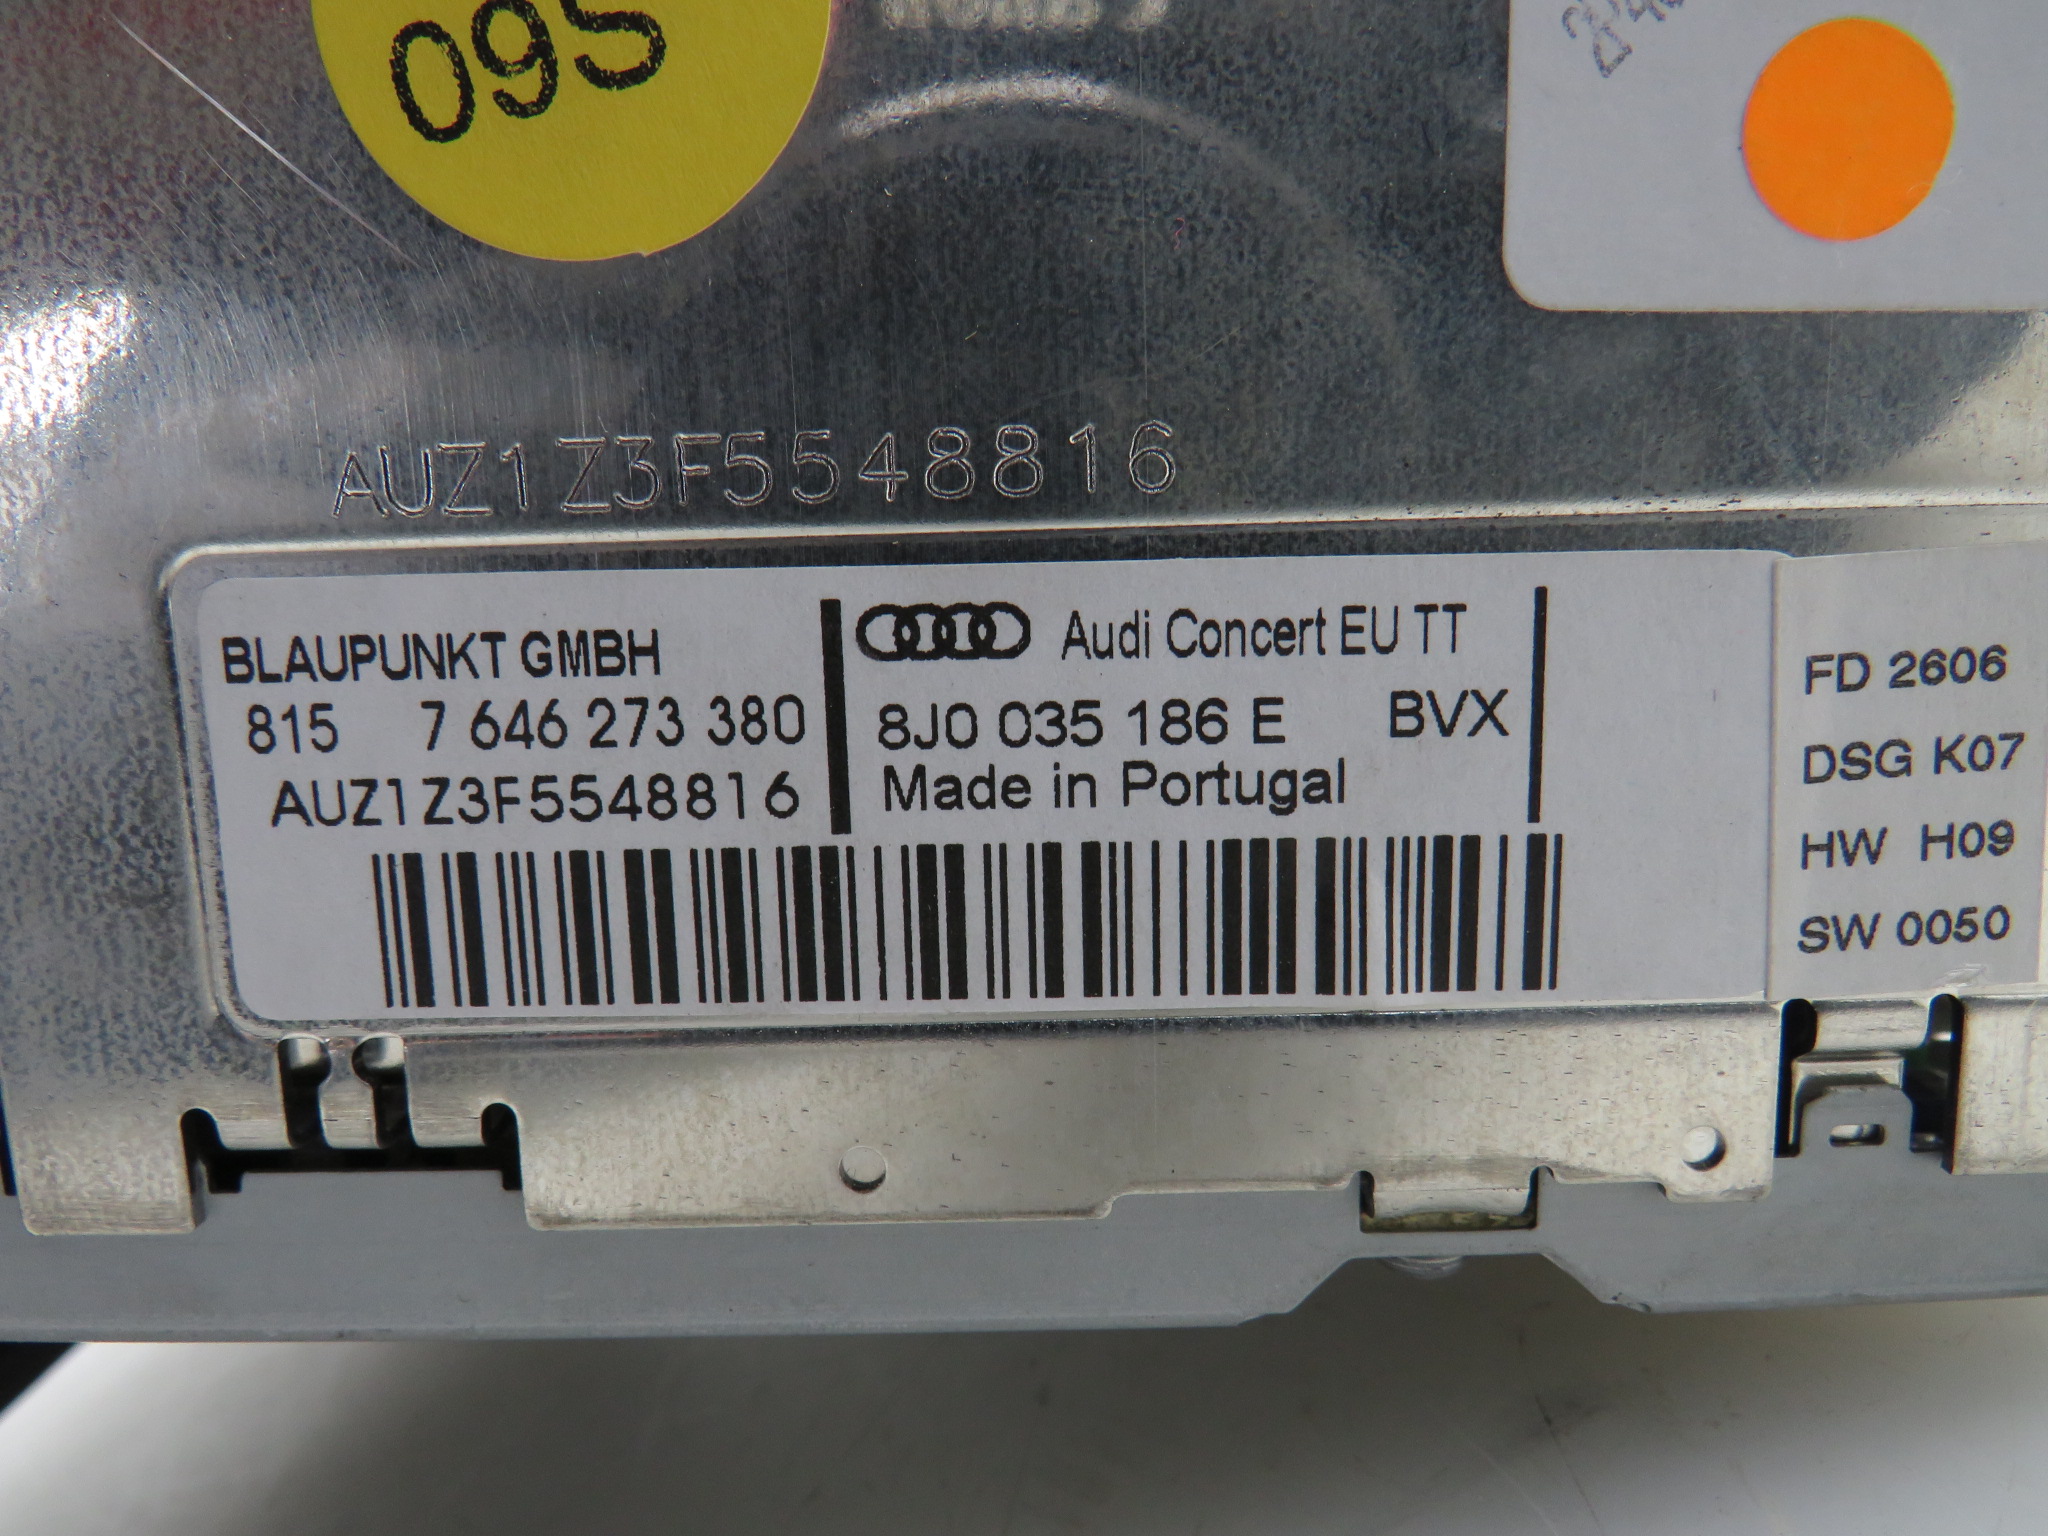 095
AUZ1Z3F5548816
BLAUPUNKT GMBH
815 7 646 273 380
AUZ1Z3F5548816
Audi Concert EU TT
8J0 035 186 E BVX
Made in Portugal
FD 2606
DSG K07
HW H09
SW 0050